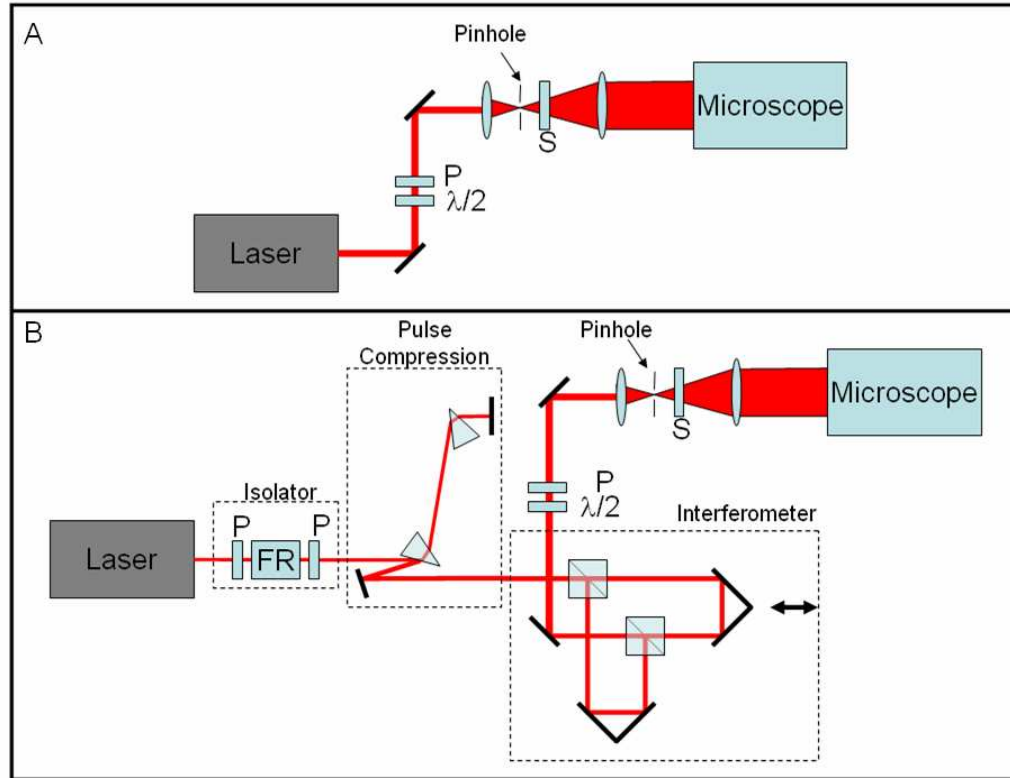 A
Pinhole
Microscope
S
P
λ/2
Laser
B
Pulse
Compression
Pinhole
Microscope
S
Isolator
P
λ/2
Interferometer
P
P
Laser
FR